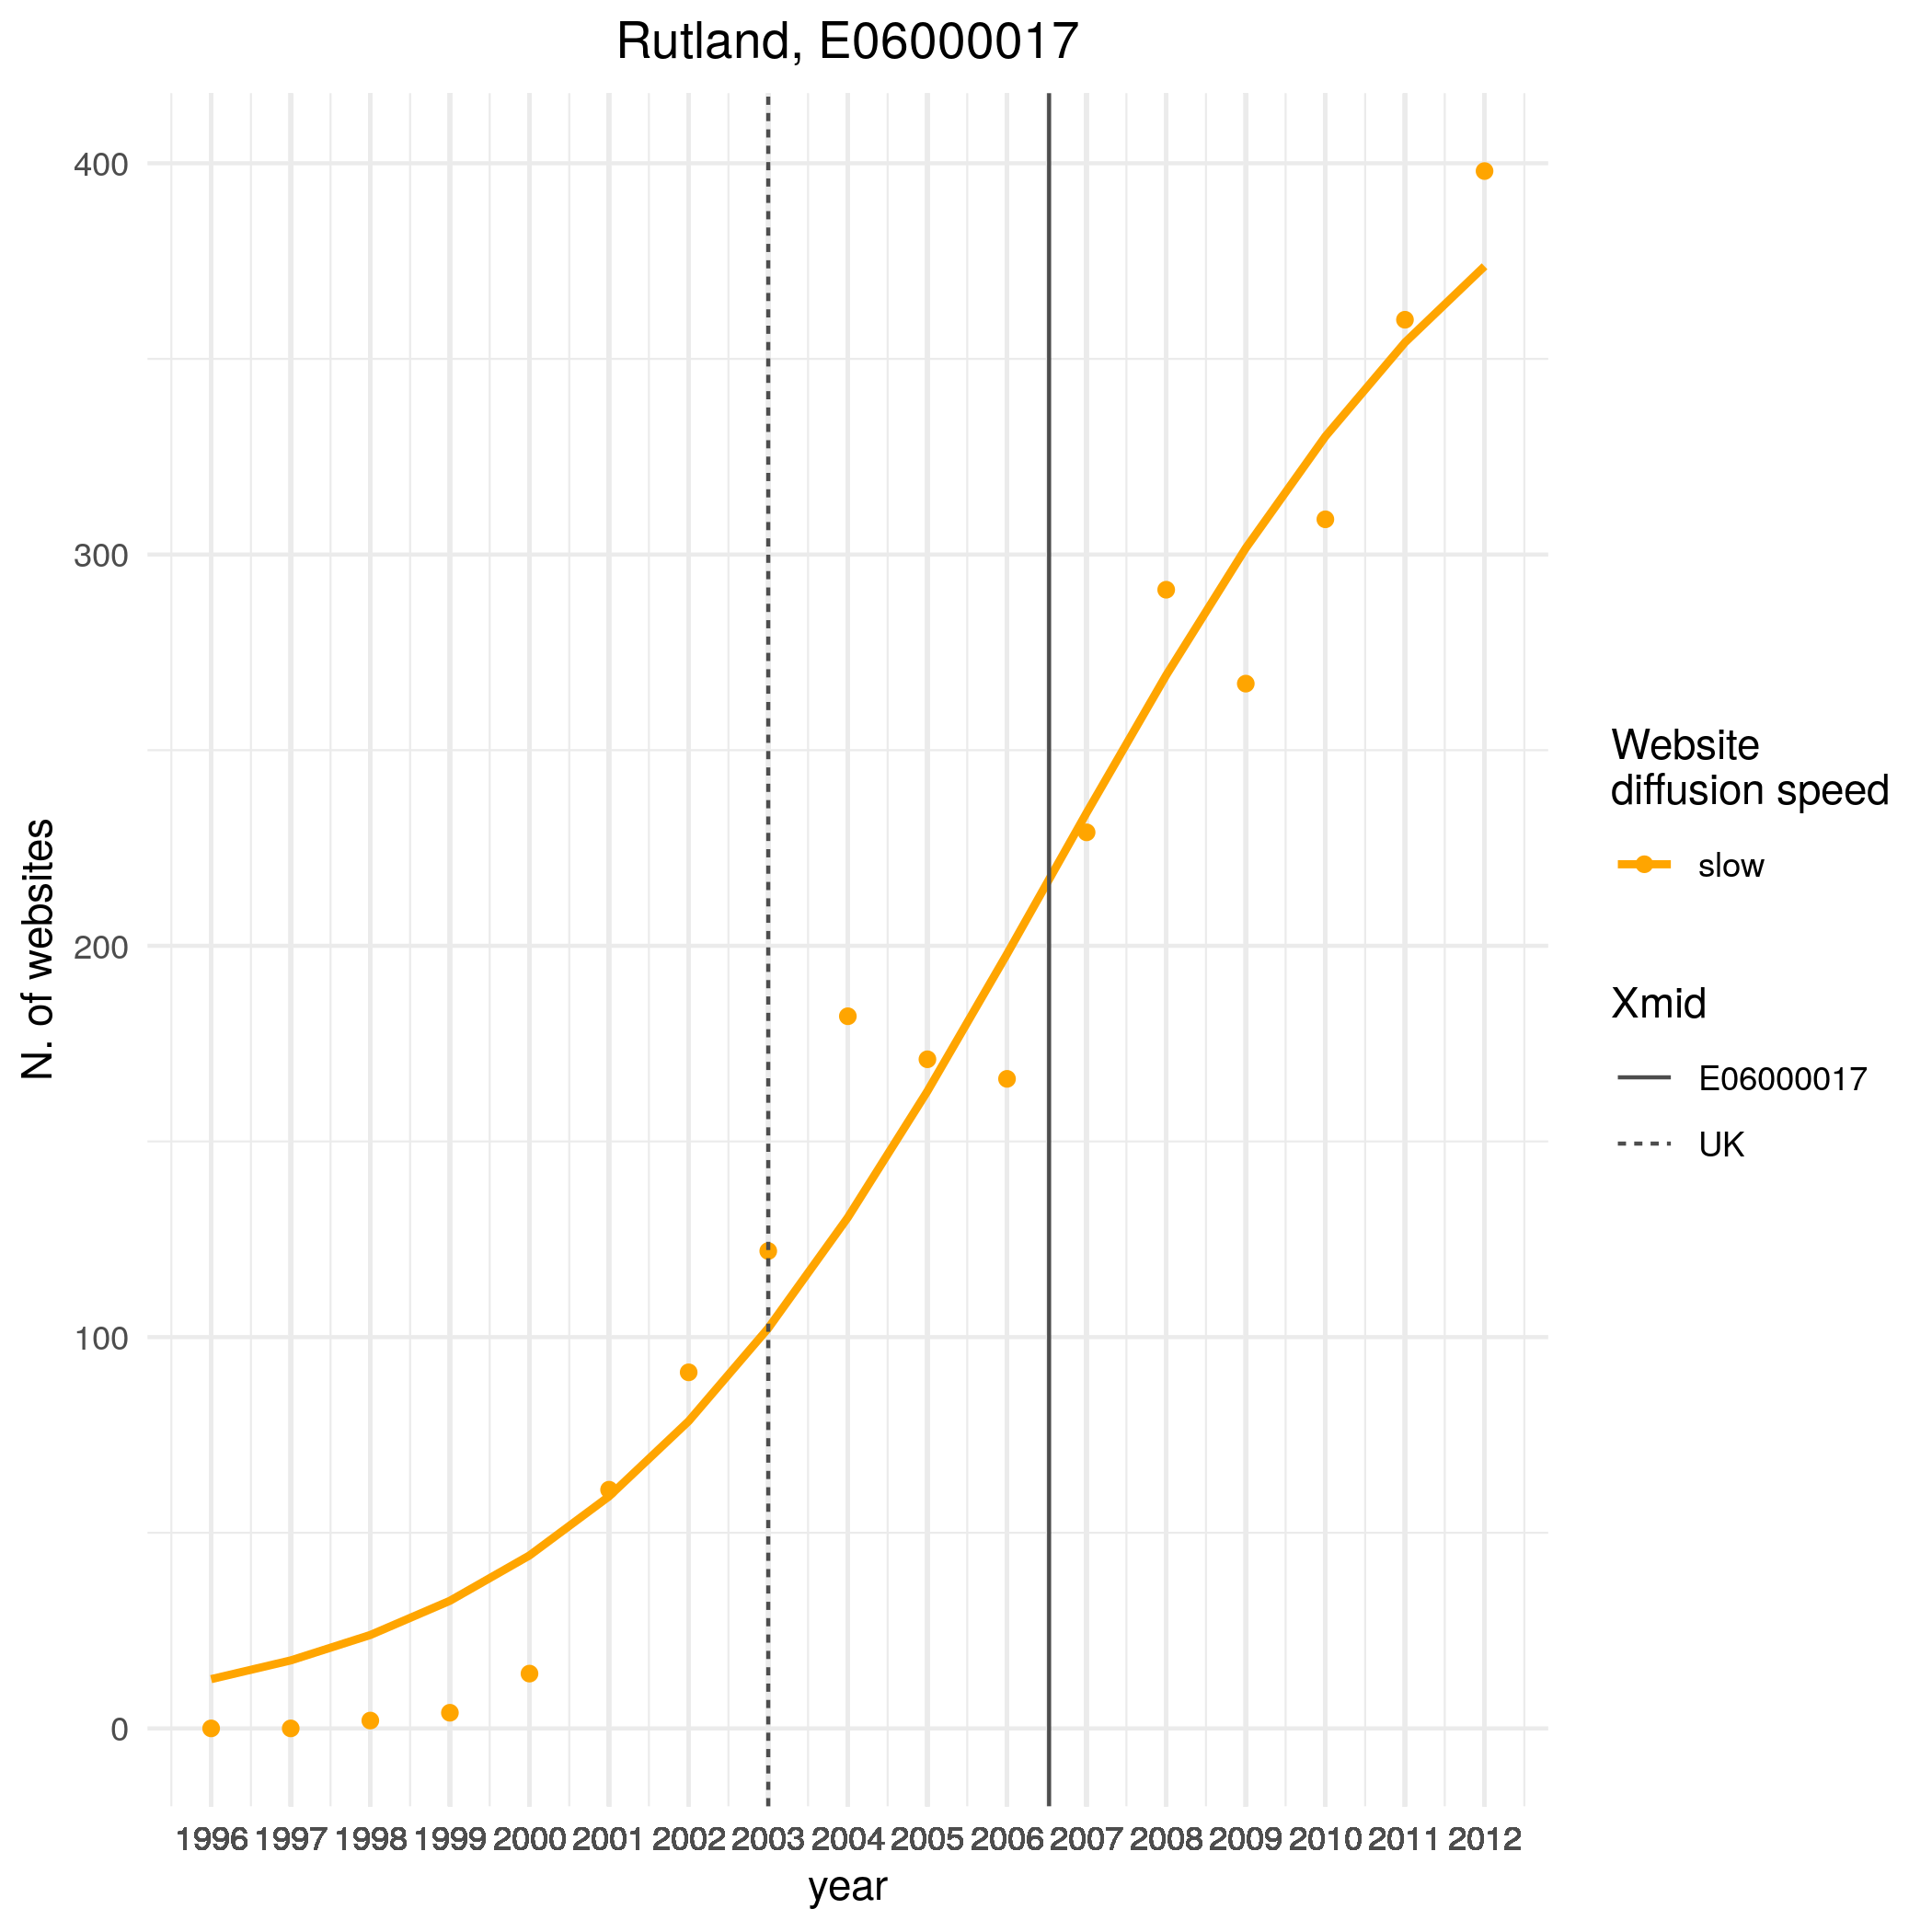 Rutland, E06000017
N. of websites
400
300
200
100
0
1996 1997 1998 1999 2000 2001 2002 2003 2004 2005 2006 2007 2008 2009 2010 2011 2012
year
Website
diffusion speed
slow
Xmid
E06000017
UK